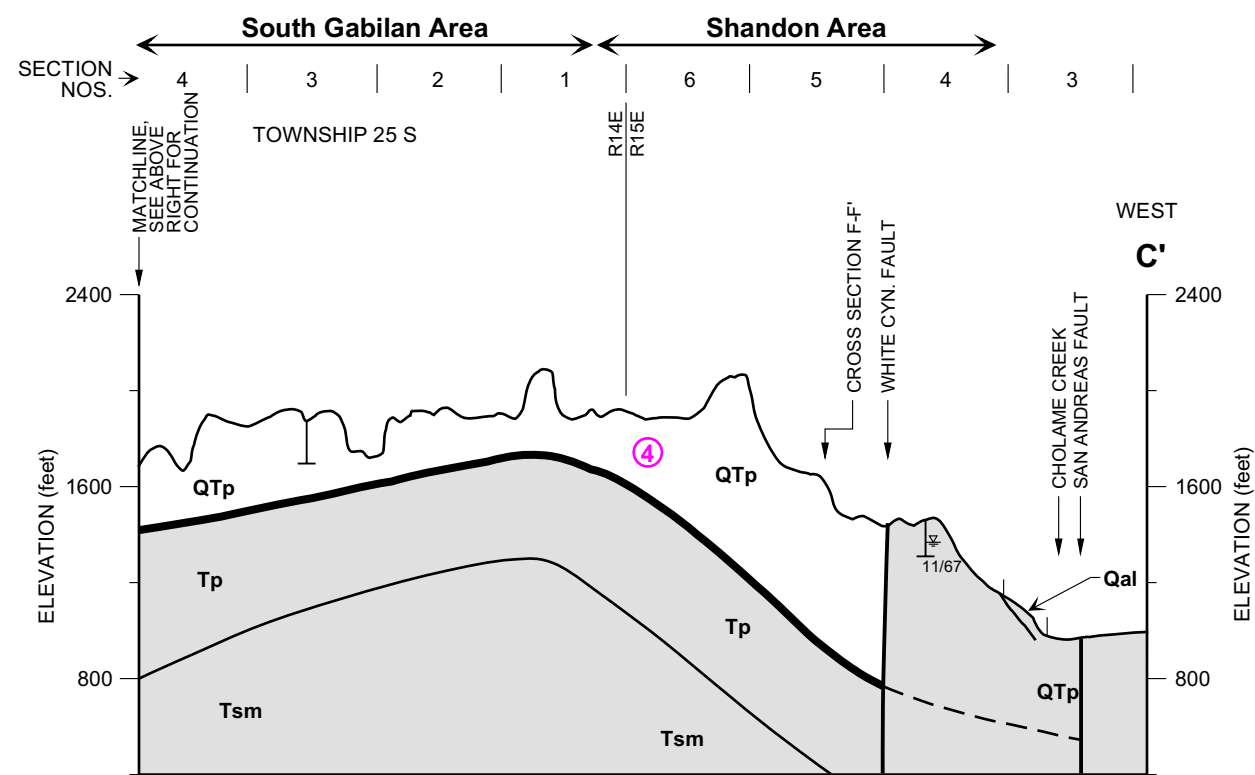 South Gabilan Area
Shandon Area
SECTION
NOS.
4
3
2
1
6
5
4
3
TOWNSHIP 25 S
R14E
R15E
MATCHLINE,
SEE ABOVE
RIGHT FOR
CONTINUATION
CROSS SECTION F-F'
WHITE CYN. FAULT
CHOLAME CREEK
SAN ANDREAS FAULT
WEST
C'
2400
2400
1600
1600
800
800
ELEVATION (feet)
ELEVATION (feet)
4
QTp
QTp
11/67
Qal
Tp
Tp
QTp
Tsm
Tsm